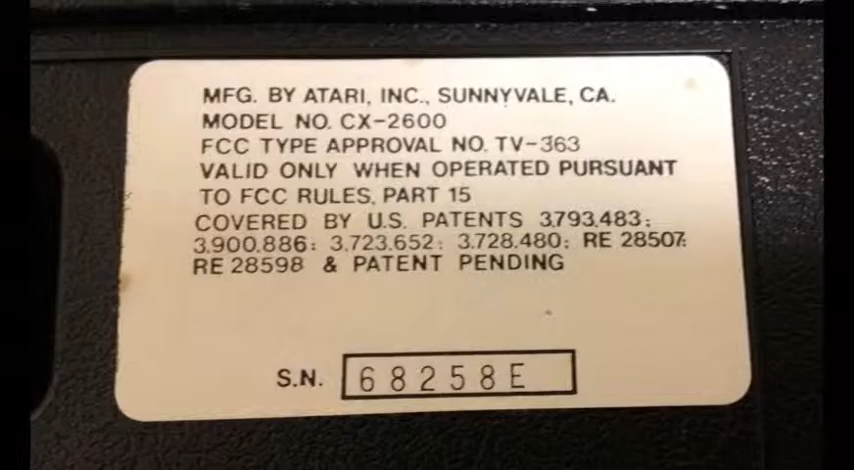 MFG. BY ATARI, INC., SUNNYVALE, CA.
MODEL NO. CX-2600
FCC TYPE APPROVAL NO. TV-363
VALID ONLY WHEN OPERATED PURSUANT
TO FCC RULES, PART 15
COVERED BY U.S. PATENTS 3.793.483;
3.900.886; 3.723.652; 3.728.480; RE 28507;
RE 28598 & PATENT PENDING
S.N. 68258E